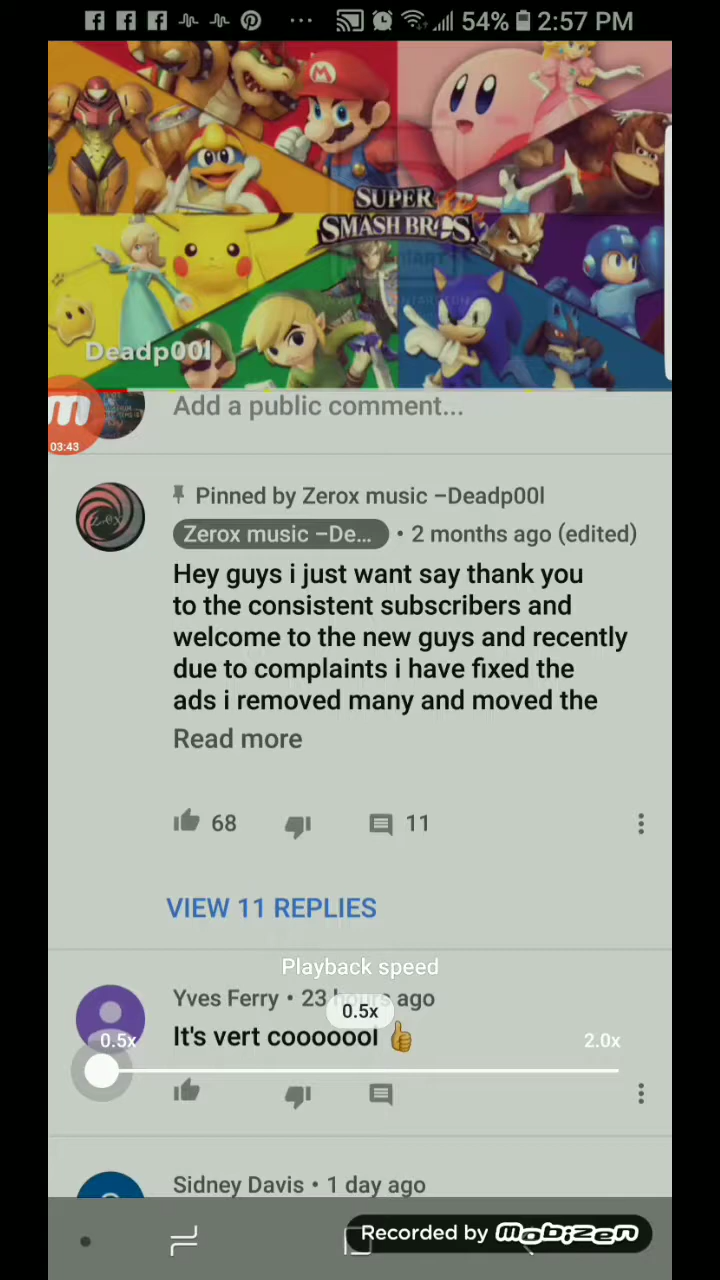 54% 2:57 PM
SUPER
SMASH BROS.
Deadp00l
Add a public comment...
03:43
Pinned by Zerox music –Deadp00l
Zerox music –De... • 2 months ago (edited)
Hey guys i just want say thank you
to the consistent subscribers and
welcome to the new guys and recently
due to complaints i have fixed the
ads i removed many and moved the
Read more
68
11
VIEW 11 REPLIES
Playback speed
Yves Ferry • 23 hours ago
0.5x
It's vert cooooool 👍
0.5x
2.0x
Sidney Davis • 1 day ago
Recorded by mobizen